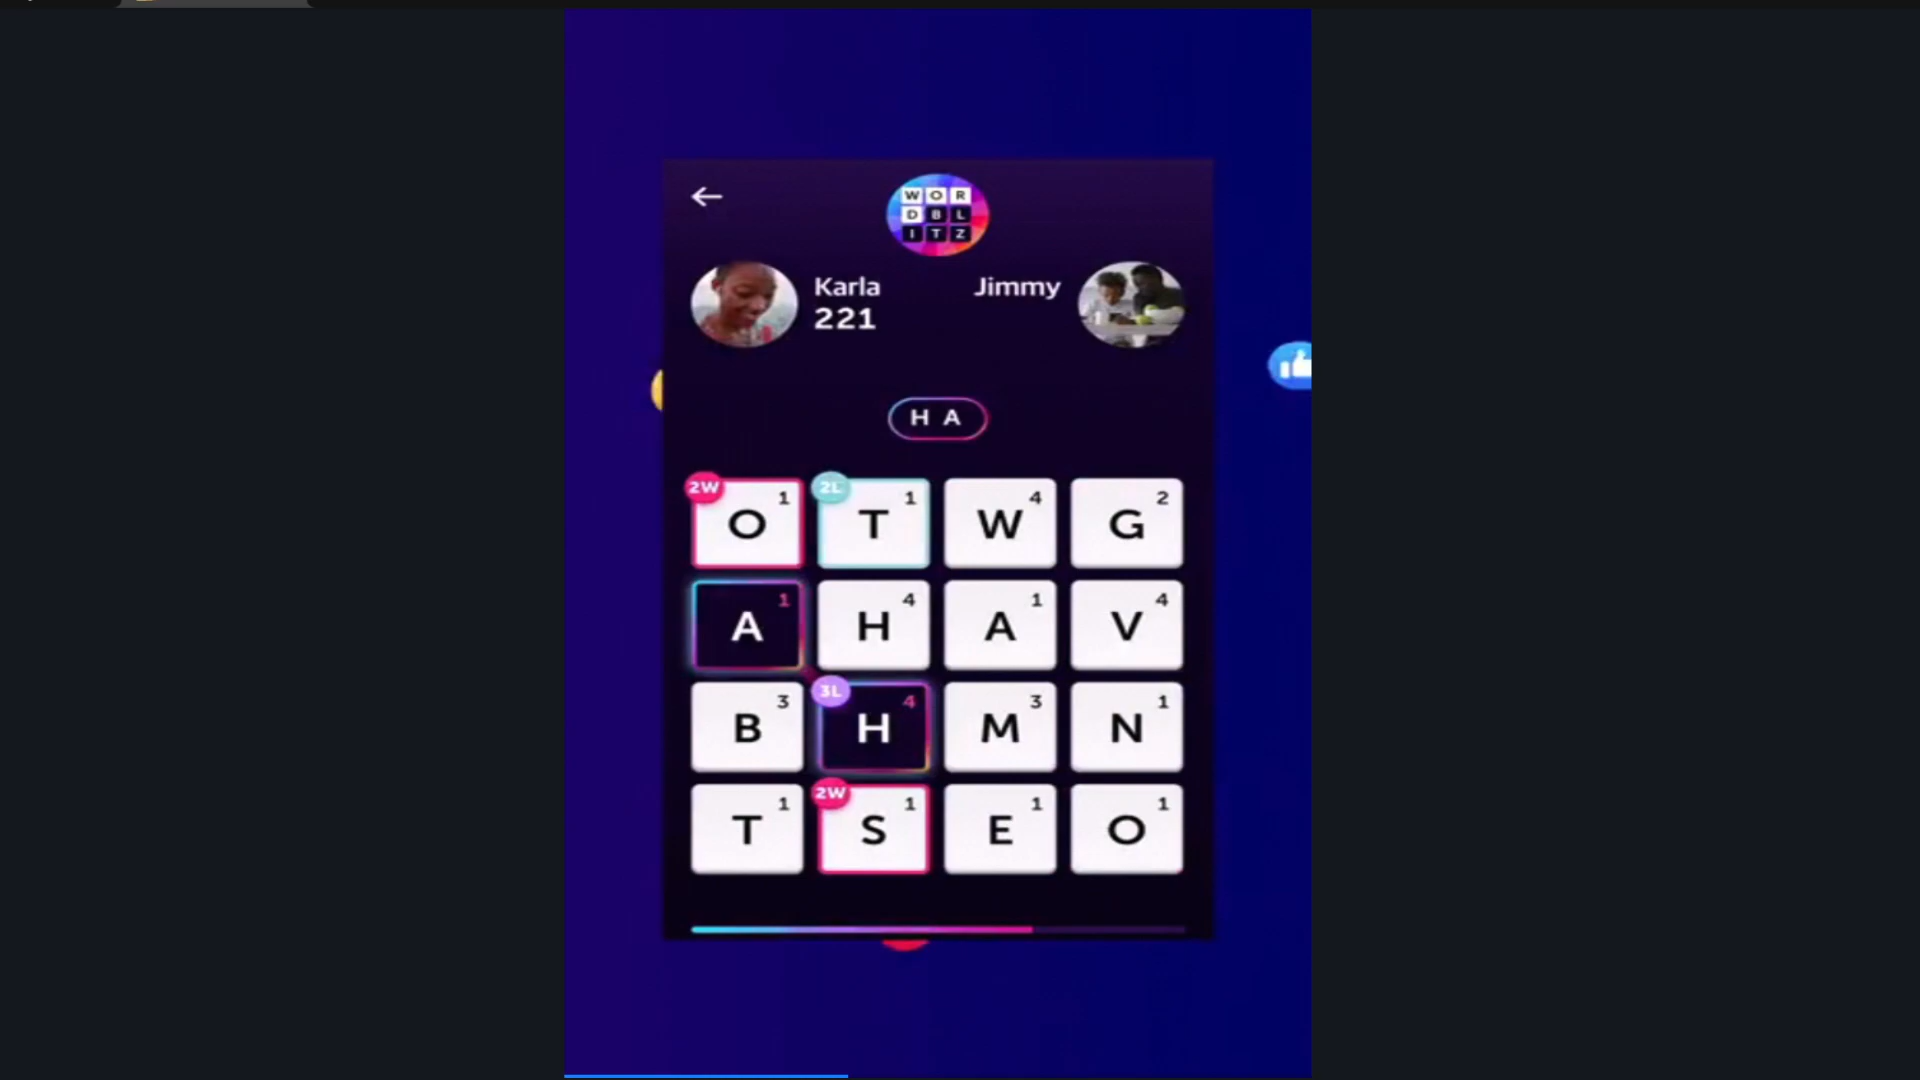 W O R
D B L
I T Z
Karla
Jimmy
221
H A
2W O 1
2L T 1
W 4
G 2
A 1
H 4
A 1
V 4
B 3
3L H 4
M 3
N 1
T 1
2W S 1
E 1
O 1